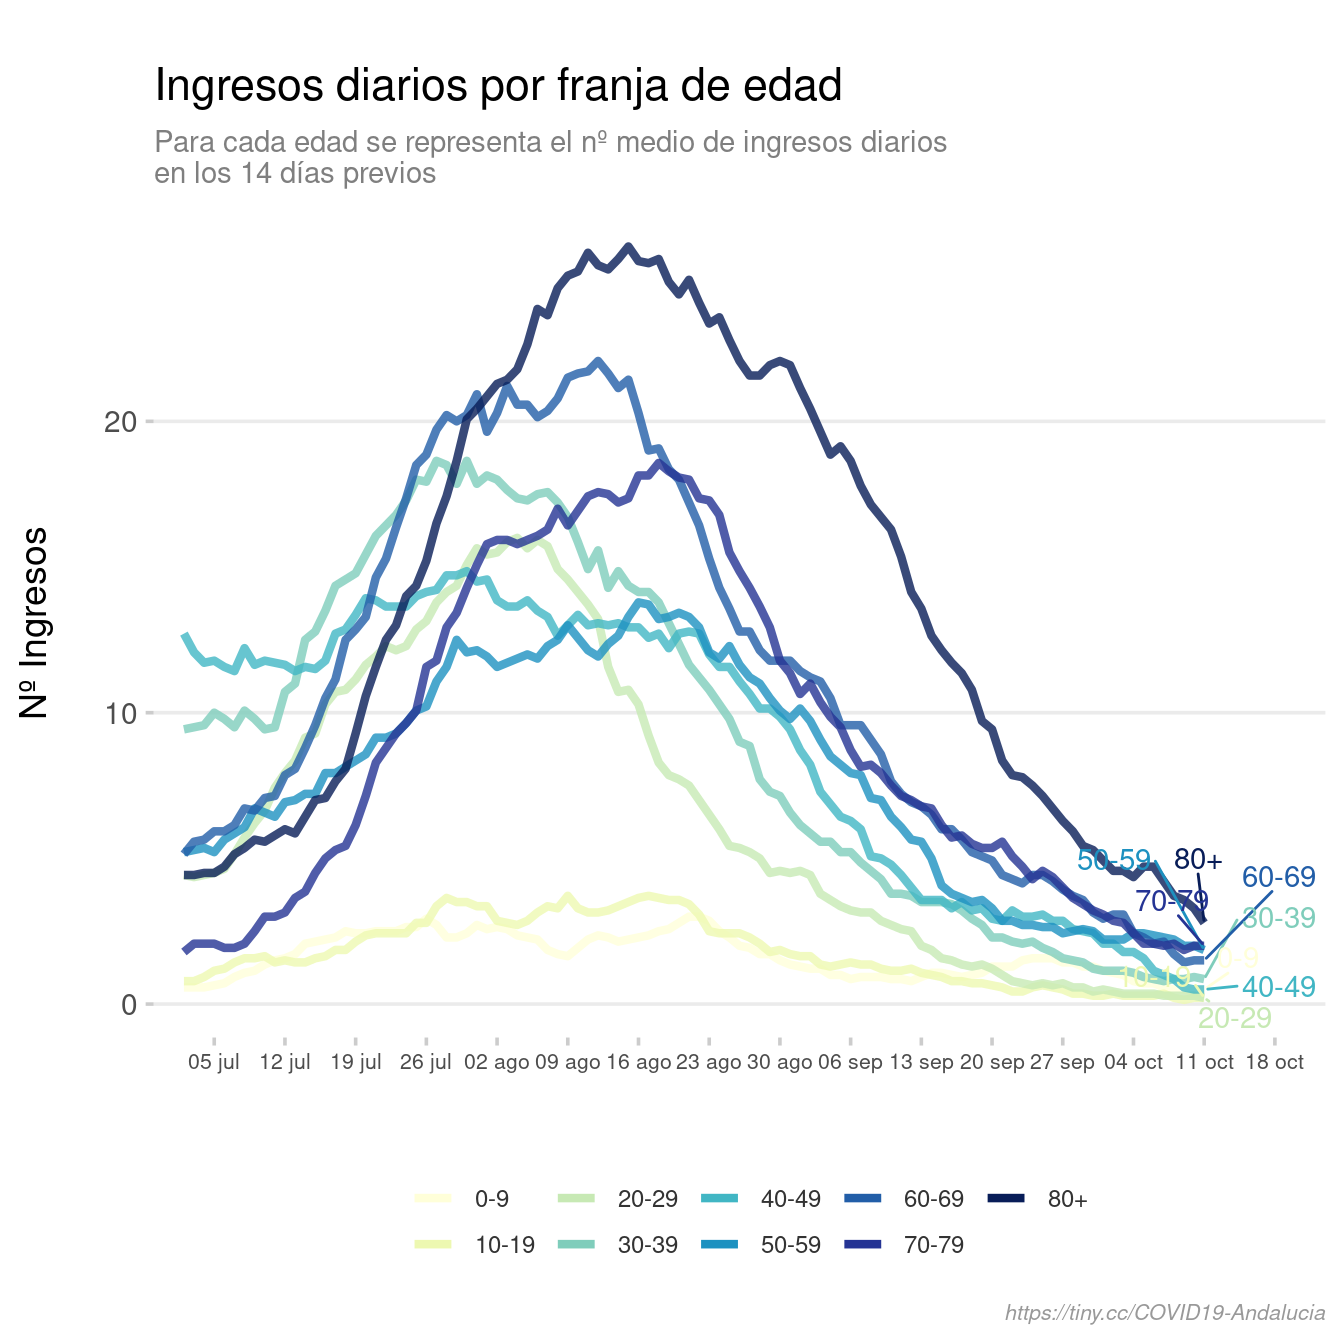 Ingresos diarios por franja de edad
Para cada edad se representa el nº medio de ingresos diarios
en los 14 días previos
Nº Ingresos
20
10
0
50-59
80+
60-69
70-79
30-39
0-9
10-19
40-49
20-29
05 jul 12 jul 19 jul 26 jul 02 ago 09 ago 16 ago 23 ago 30 ago 06 sep 13 sep 20 sep 27 sep 04 oct 11 oct 18 oct
0-9 20-29 40-49 60-69 80+
10-19 30-39 50-59 70-79
https://tiny.cc/COVID19-Andalucia